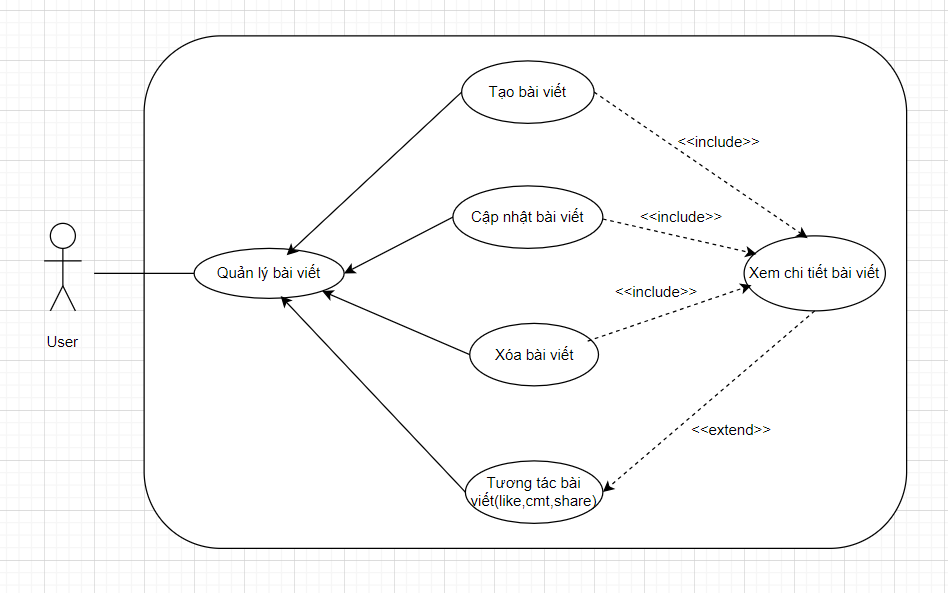 Tạo bài viết
<<include>>
Cập nhật bài viết
<<include>>
User
Quản lý bài viết
Xem chi tiết bài viết
<<include>>
Xóa bài viết
<<extend>>
Tương tác bài
viết(like,cmt,share)